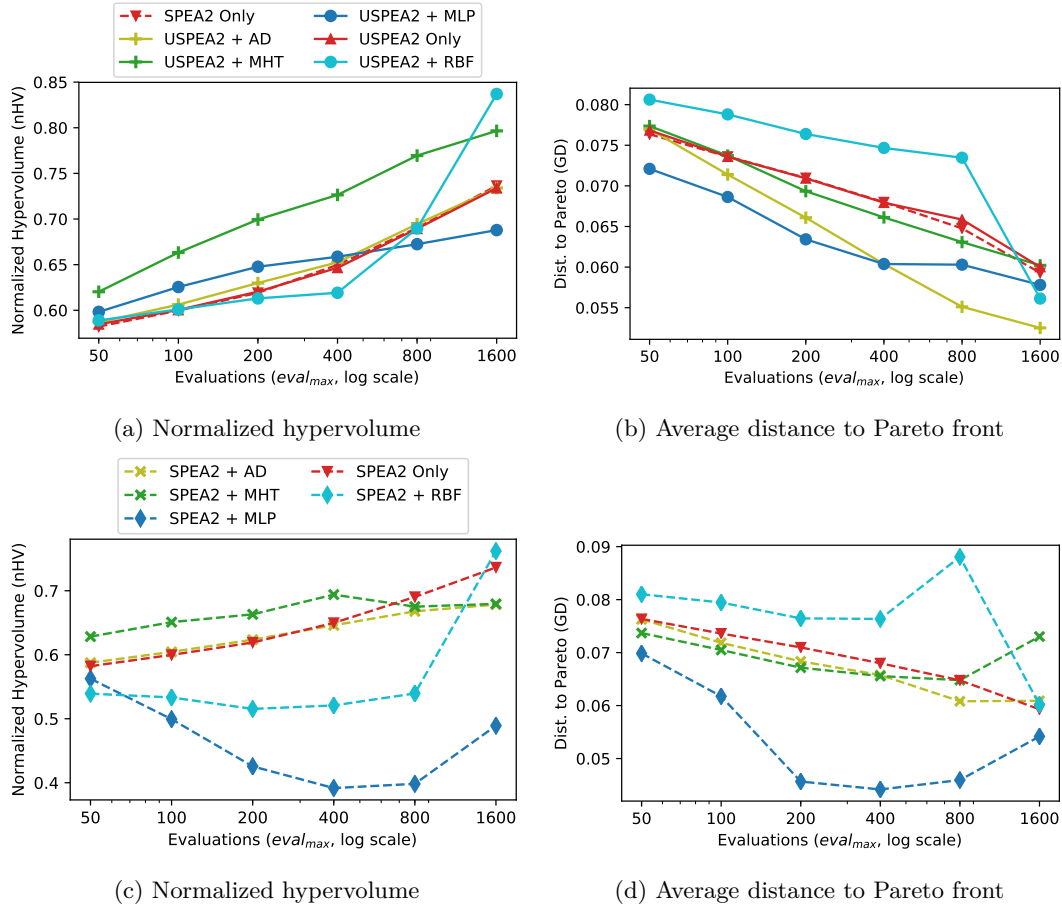 SPEA2 Only
USPEA2 + AD
USPEA2 + MHT
USPEA2 + MLP
USPEA2 Only
USPEA2 + RBF
Normalized Hypervolume (nHV)
0.85
0.80
0.75
0.70
0.65
0.60
50 100 200 400 800 1600
Evaluations (eval_max, log scale)
(a) Normalized hypervolume
Dist. to Pareto (GD)
0.080
0.075
0.070
0.065
0.060
0.055
50 100 200 400 800 1600
Evaluations (eval_max, log scale)
(b) Average distance to Pareto front
SPEA2 + AD
SPEA2 + MHT
SPEA2 + MLP
SPEA2 Only
SPEA2 + RBF
Normalized Hypervolume (nHV)
0.7
0.6
0.5
0.4
50 100 200 400 800 1600
Evaluations (eval_max, log scale)
(c) Normalized hypervolume
Dist. to Pareto (GD)
0.09
0.08
0.07
0.06
0.05
50 100 200 400 800 1600
Evaluations (eval_max, log scale)
(d) Average distance to Pareto front